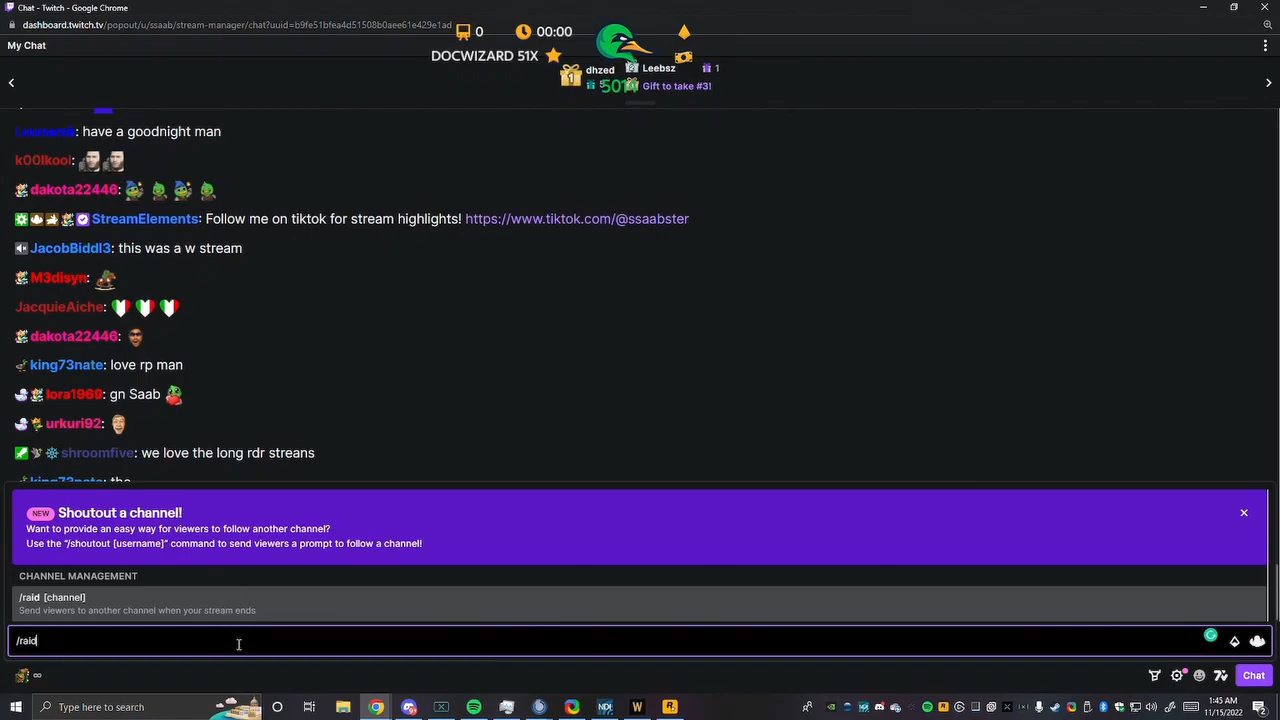 Chat - Twitch - Google Chrome
dashboard.twitch.tv/popout/u/ssaab/stream-manager/chat?uuid=b9fe51bfea4d51508b0aee61e429e1ad
My Chat
0
00:00
DOCWIZARD 51X
1
dhzed
Leebsz
1
Gift to take #3!
: have a goodnight man
k00lkool:
dakota22446:
StreamElements: Follow me on tiktok for stream highlights! https://www.tiktok.com/@ssaabster
JacobBiddl3: this was a w stream
M3disyn:
JacquieAiche:
dakota22446:
king73nate: love rp man
lora1969: gn Saab
urkuri92:
shroomfive: we love the long rdr streans
king73nate: the
NEW Shoutout a channel!
Want to provide an easy way for viewers to follow another channel?
Use the “/shoutout [username]” command to send viewers a prompt to follow a channel!
CHANNEL MANAGEMENT
/raid [channel]
Send viewers to another channel when your stream ends
/raid
∞
Chat
Type here to search
1:45 AM
11/15/2022